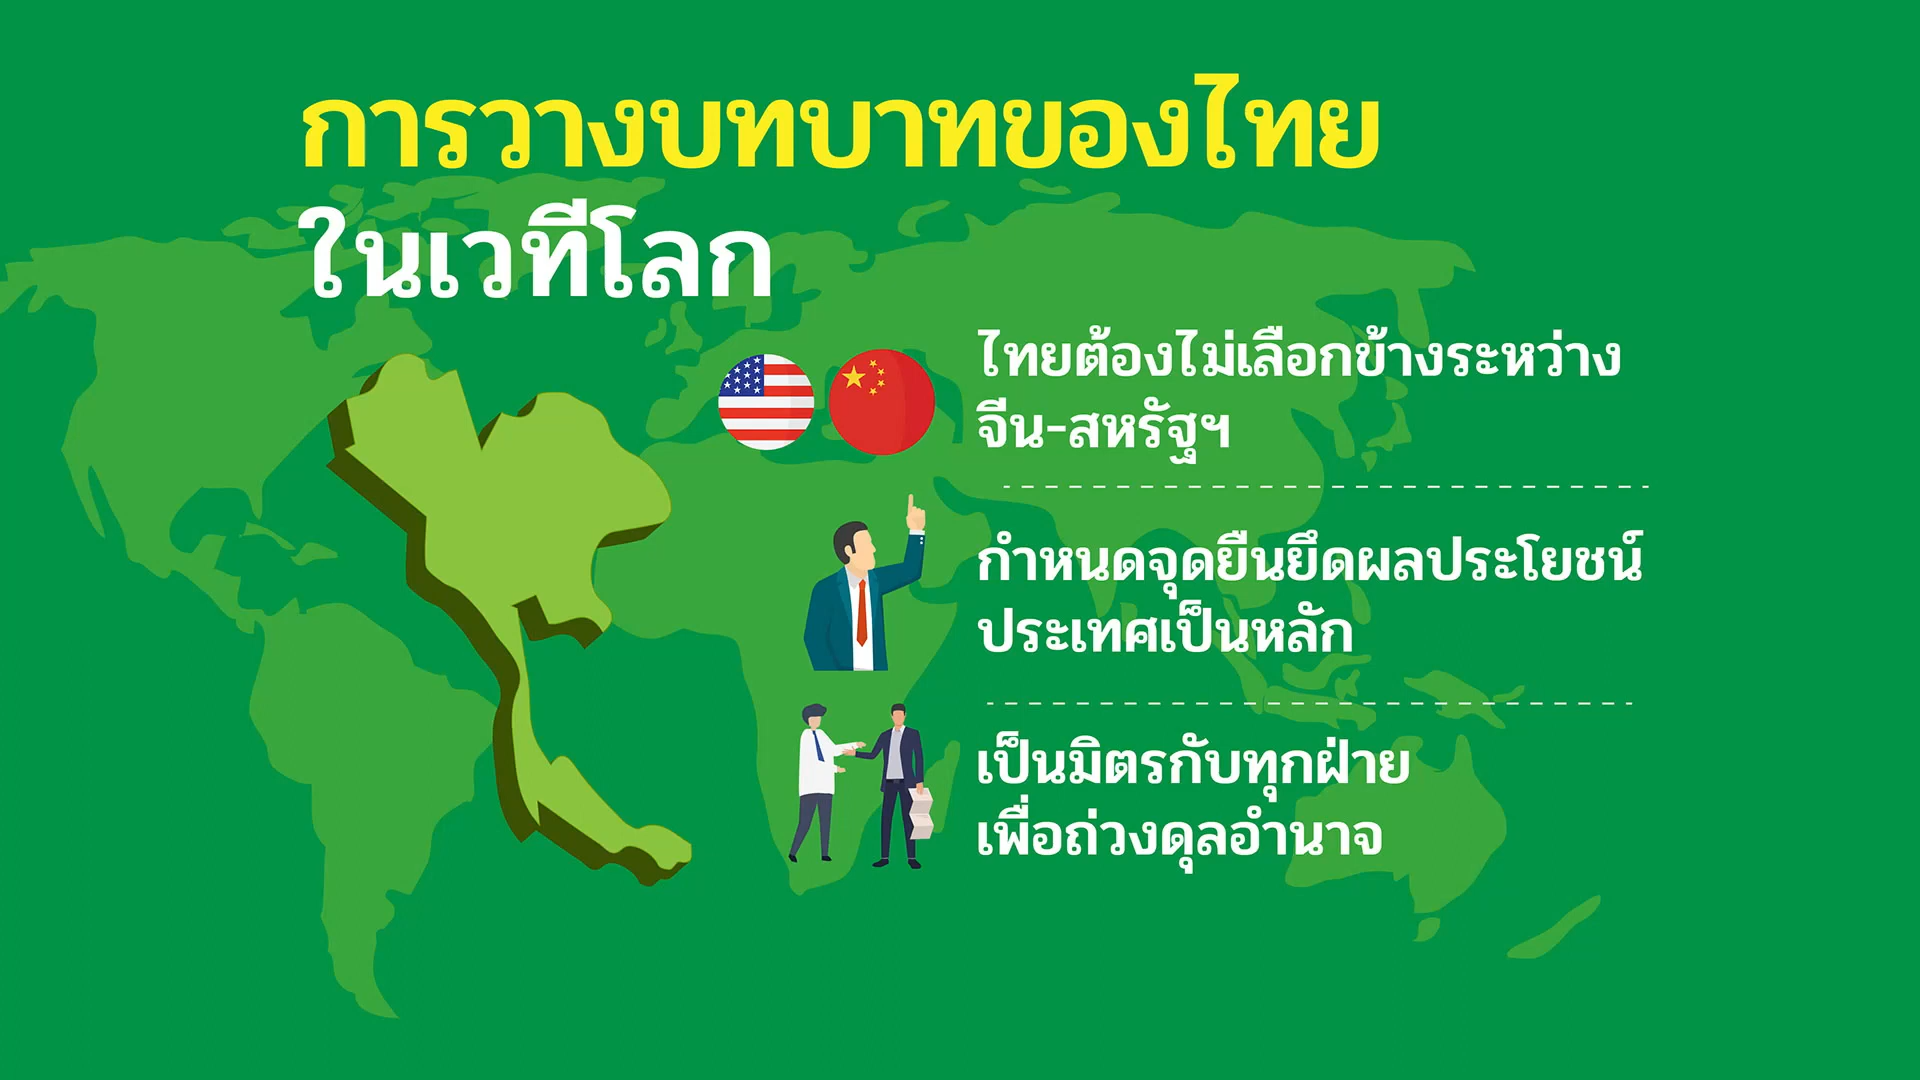 การวางบทบาทของไทย
ในเวทีโลก
ไทยต้องไม่เลือกข้างระหว่าง
จีน-สหรัฐฯ
กำหนดจุดยืนยึดผลประโยชน์
ประเทศเป็นหลัก
เป็นมิตรกับทุกฝ่าย
เพื่อถ่วงดุลอำนาจ